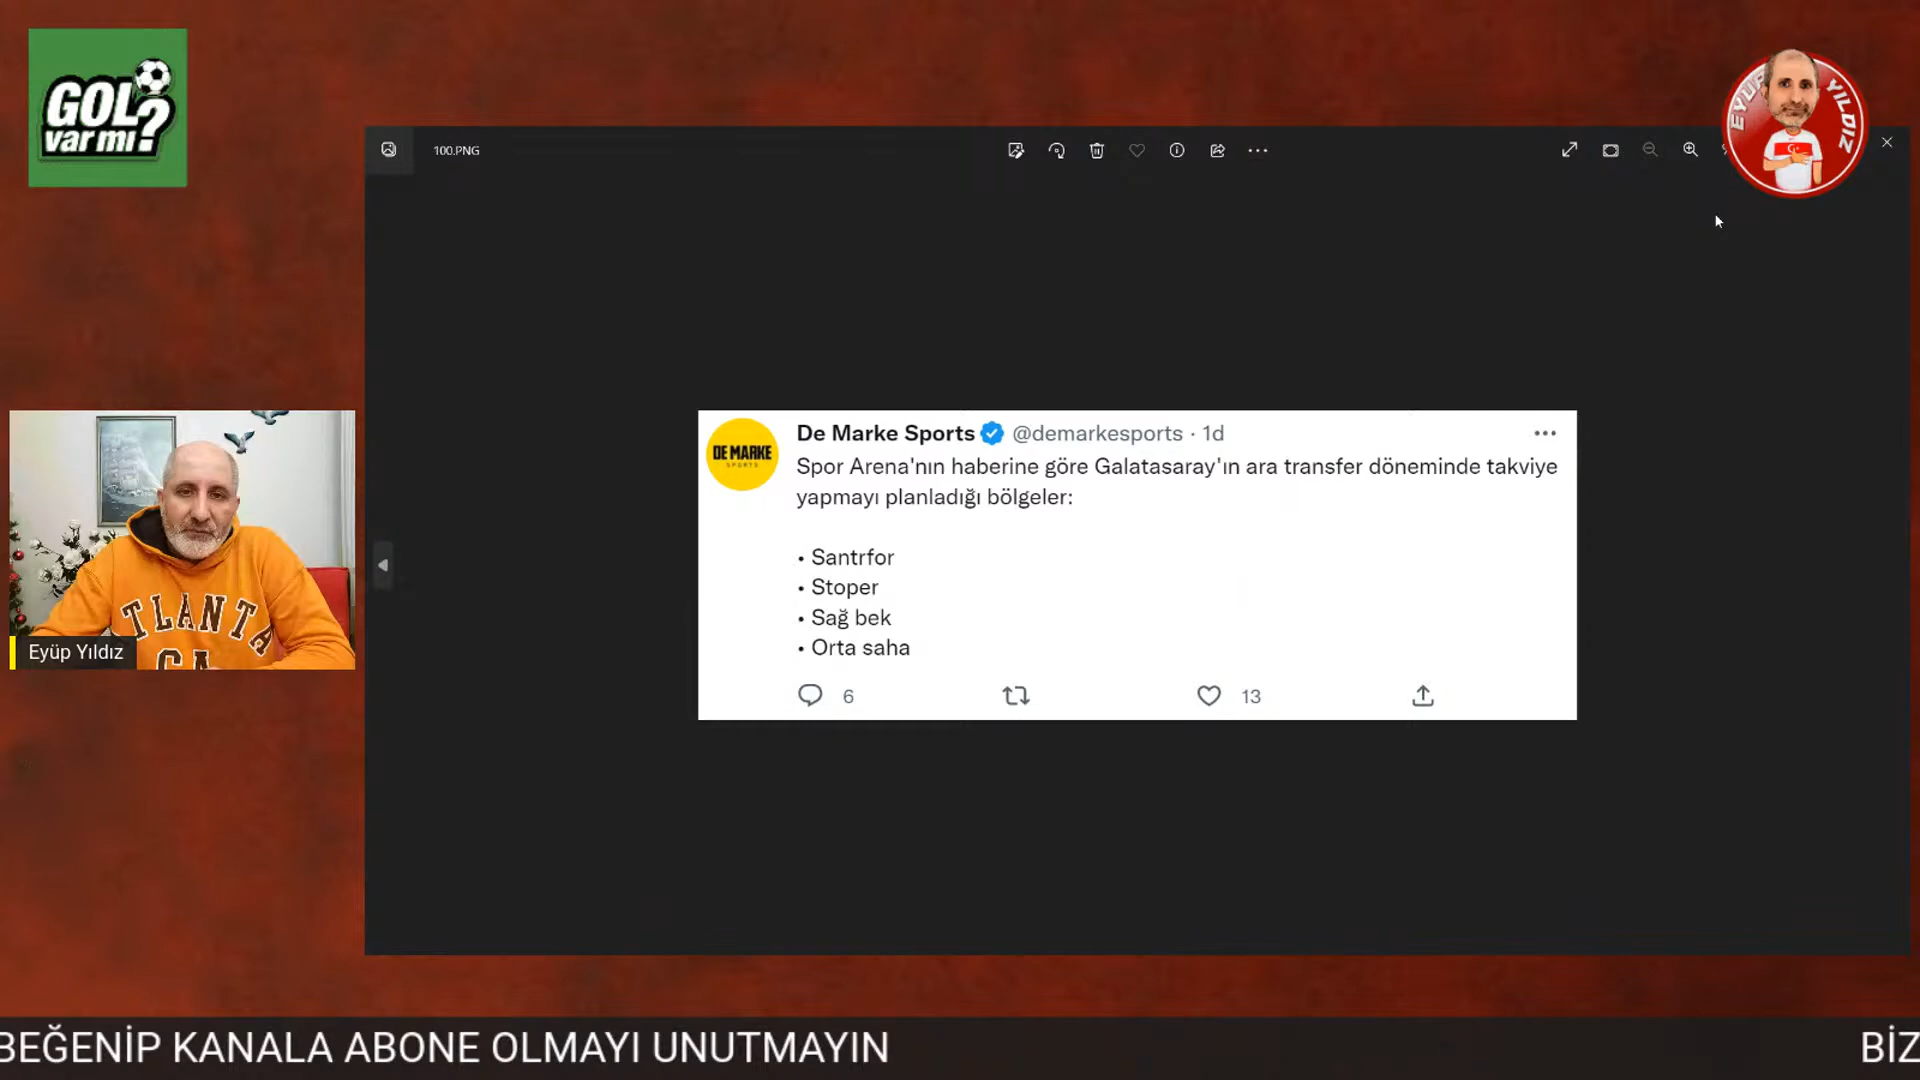 GOL
var mı?
EYÜP YILDIZ
100.PNG
De Marke Sports @demarkesports · 1d
DE MARKE
SPORTS
Spor Arena'nın haberine göre Galatasaray'ın ara transfer döneminde takviye
yapmayı planladığı bölgeler:
• Santrfor
• Stoper
• Sağ bek
• Orta saha
6
13
TLANTA
GA
Eyüp Yıldız
BEĞENİP KANALA ABONE OLMAYI UNUTMAYIN
BİZ